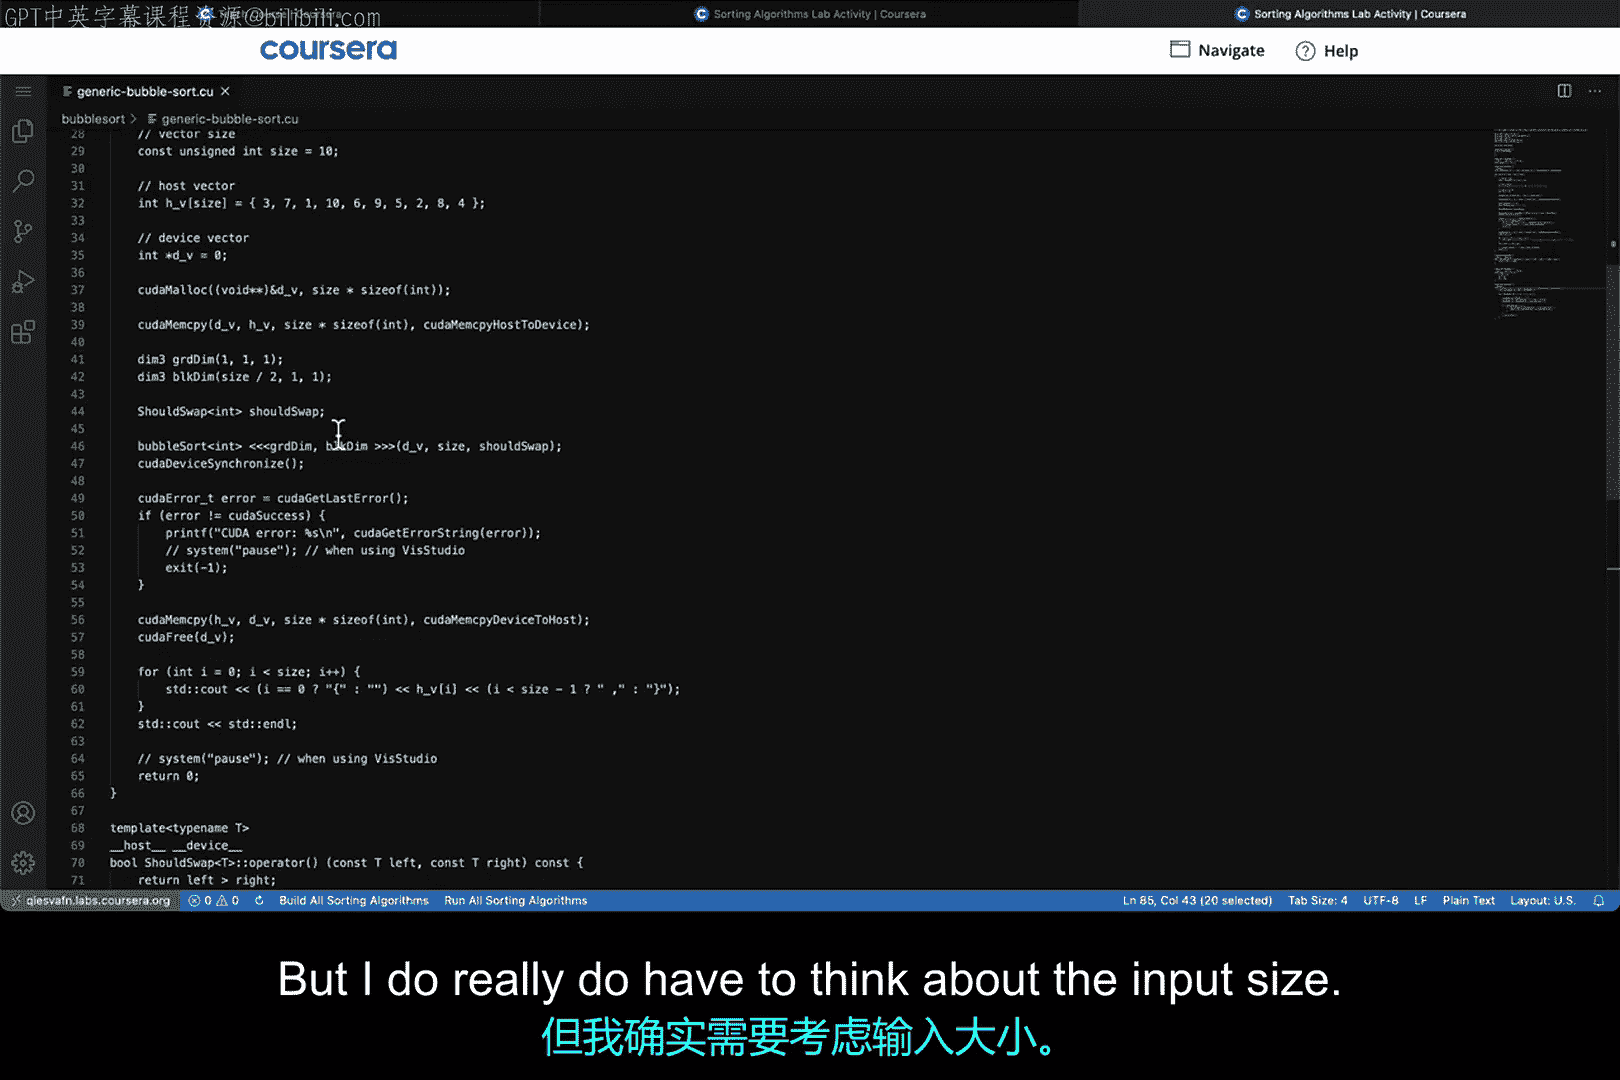 GPT中英字幕课程资源@bilibili.com
Sorting Algorithms Lab Activity | Coursera
Sorting Algorithms Lab Activity | Coursera
coursera
Navigate
Help
generic-bubble-sort.cu
bubblesort > generic-bubble-sort.cu
28 // vector size
29 const unsigned int size = 10;
30
31 // host vector
32 int h_v[size] = { 3, 7, 1, 10, 6, 9, 5, 2, 8, 4 };
33
34 // device vector
35 int *d_v = 0;
36
37 cudaMalloc((void**)&d_v, size * sizeof(int));
38
39 cudaMemcpy(d_v, h_v, size * sizeof(int), cudaMemcpyHostToDevice);
40
41 dim3 grdDim(1, 1, 1);
42 dim3 blkDim(size / 2, 1, 1);
43
44 ShouldSwap<int> shouldSwap;
45
46 bubbleSort<int> <<<grdDim, blkDim >>>(d_v, size, shouldSwap);
47 cudaDeviceSynchronize();
48
49 cudaError_t error = cudaGetLastError();
50 if (error != cudaSuccess) {
51 printf("CUDA error: %s\n", cudaGetErrorString(error));
52 // system("pause"); // when using VisStudio
53 exit(-1);
54 }
55
56 cudaMemcpy(h_v, d_v, size * sizeof(int), cudaMemcpyDeviceToHost);
57 cudaFree(d_v);
58
59 for (int i = 0; i < size; i++) {
60 std::cout << (i == 0 ? "{" : "") << h_v[i] << (i < size - 1 ? " ," : "}");
61 }
62 std::cout << std::endl;
63
64 // system("pause"); // when using VisStudio
65 return 0;
66 }
67
68 template<typename T>
69 __host__ __device__
70 bool ShouldSwap<T>::operator() (const T left, const T right) const {
71 return left > right;
qiesvafn.labs.coursera.org 0 0 Build All Sorting Algorithms Run All Sorting Algorithms Ln 85, Col 43 (20 selected) Tab Size: 4 UTF-8 LF Plain Text Layout: U.S.
But I do really do have to think about the input size.
但我确实需要考虑输入大小。